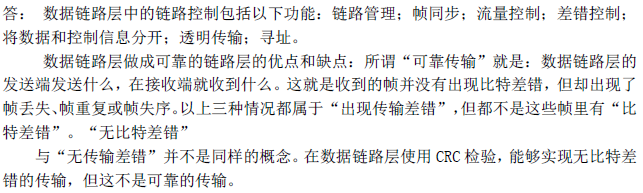 答： 数据链路层中的链路控制包括以下功能：链路管理；帧同步；流量控制；差错控制；
将数据和控制信息分开；透明传输；寻址。
数据链路层做成可靠的链路层的优点和缺点：所谓“可靠传输”就是：数据链路层的
发送端发送什么，在接收端就收到什么。这就是收到的帧并没有出现比特差错，但却出现了
帧丢失、帧重复或帧失序。以上三种情况都属于“出现传输差错”，但都不是这些帧里有“比
特差错”。“无比特差错”
与“无传输差错”并不是同样的概念。在数据链路层使用 CRC 检验，能够实现无比特差
错的传输，但这不是可靠的传输。